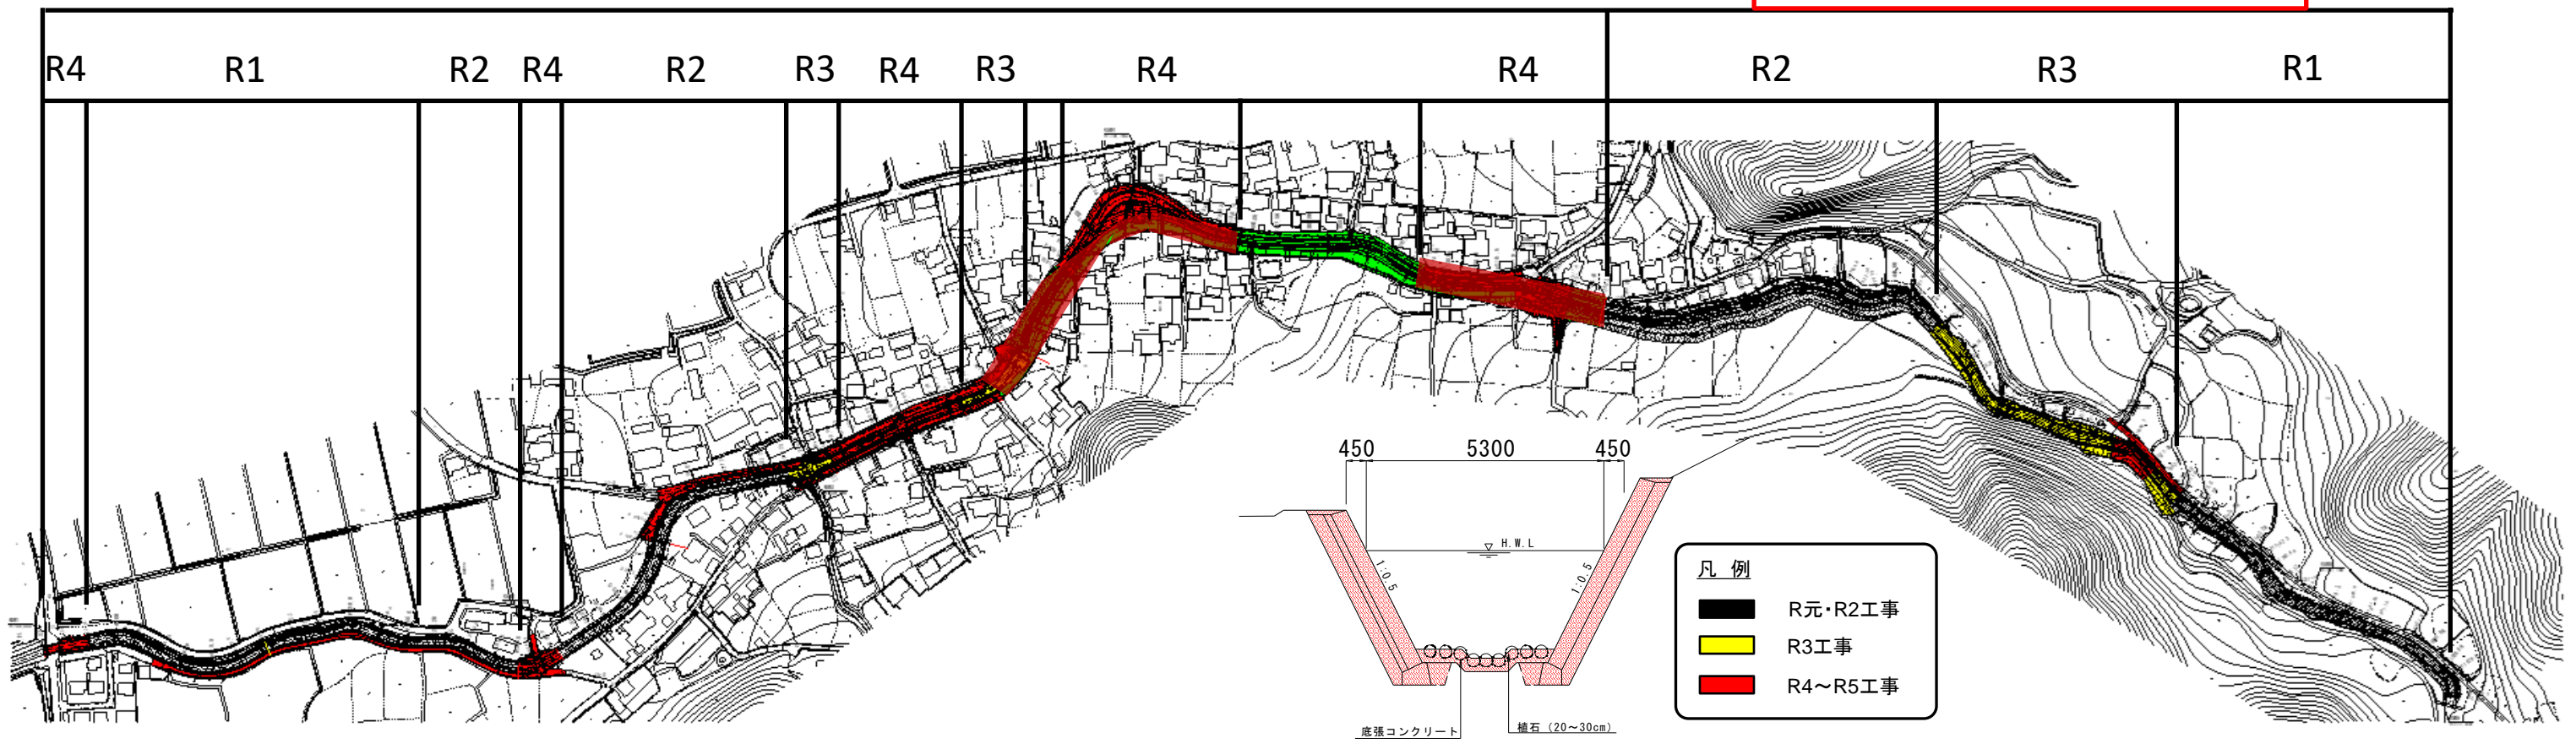 R4 R1 R2 R4 R2 R3 R4 R3 R4 R4 R2 R3 R1
450 5300 450
H.W.L
1:0.5 1:0.5
底張コンクリート 植石（20～30cm）
凡 例
R元・R2工事
R3工事
R4～R5工事